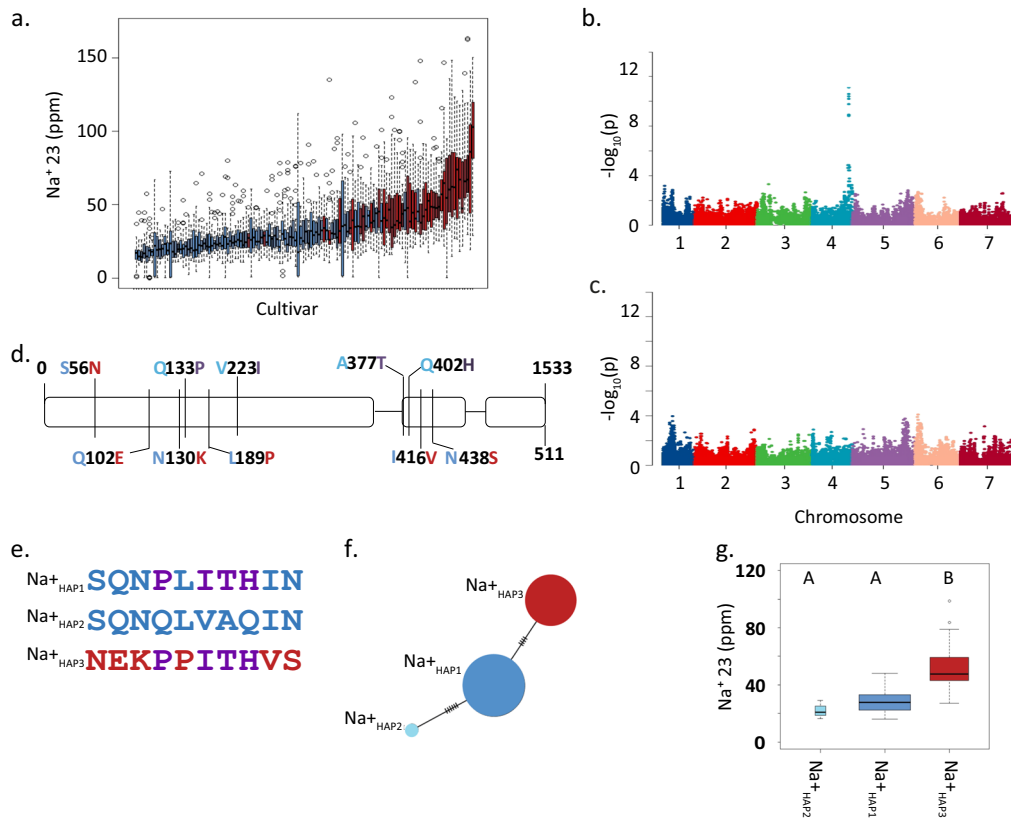 a.
Na⁺ 23 (ppm)
150
100
50
0
Cultivar
b.
-log₁₀(p)
12
8
4
0
1 2 3 4 5 6 7
c.
-log₁₀(p)
12
8
4
0
1 2 3 4 5 6 7
Chromosome
d.
0 S56N Q133P V223I A377T Q402H 1533
Q102E N130K L189P I416V N438S 511
e.
Na+HAP1 SQNPLITHIN
Na+HAP2 SQNQLVAQIN
Na+HAP3 NEKPPITHVS
f.
Na+HAP3
Na+HAP1
Na+HAP2
g.
Na⁺ 23 (ppm)
120
80
40
0
A A B
Na+HAP2
Na+HAP1
Na+HAP3